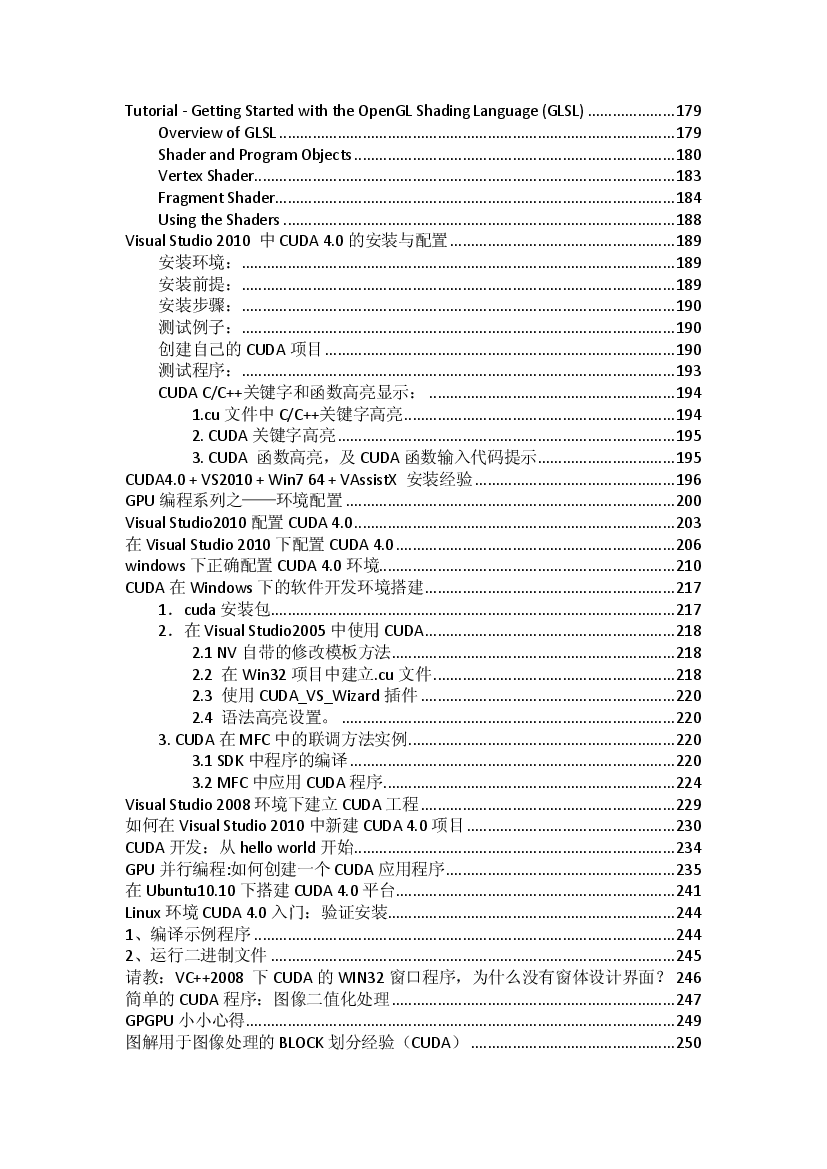 Tutorial - Getting Started with the OpenGL Shading Language (GLSL) .....................179
Overview of GLSL ...............................................................................................179
Shader and Program Objects .............................................................................180
Vertex Shader.....................................................................................................183
Fragment Shader................................................................................................184
Using the Shaders ..............................................................................................188
Visual Studio 2010 中 CUDA 4.0 的安装与配置 ......................................................189
安装环境： ........................................................................................................189
安装前提： ........................................................................................................189
安装步骤： ........................................................................................................190
测试例子： ........................................................................................................190
创建自己的 CUDA 项目 ....................................................................................190
测试程序： ........................................................................................................193
CUDA C/C++关键字和函数高亮显示： ...........................................................194
1.cu 文件中 C/C++关键字高亮.................................................................194
2. CUDA 关键字高亮 .................................................................................195
3. CUDA 函数高亮，及 CUDA 函数输入代码提示.................................195
CUDA4.0 + VS2010 + Win7 64 + VAssistX 安装经验 ................................................196
GPU 编程系列之——环境配置 ...............................................................................200
Visual Studio2010 配置 CUDA 4.0.............................................................................203
在 Visual Studio 2010 下配置 CUDA 4.0 ...................................................................206
windows 下正确配置 CUDA 4.0 环境.......................................................................210
CUDA 在 Windows 下的软件开发环境搭建............................................................217
1．cuda 安装包.................................................................................................217
2．在 Visual Studio2005 中使用 CUDA............................................................218
2.1 NV 自带的修改模板方法....................................................................218
2.2 在 Win32 项目中建立.cu 文件..........................................................218
2.3 使用 CUDA_VS_Wizard 插件 .............................................................220
2.4 语法高亮设置。 ................................................................................220
3. CUDA 在 MFC 中的联调方法实例................................................................220
3.1 SDK 中程序的编译 ..............................................................................220
3.2 MFC 中应用 CUDA 程序......................................................................224
Visual Studio 2008 环境下建立 CUDA 工程 .............................................................229
如何在 Visual Studio 2010 中新建 CUDA 4.0 项目 ..................................................230
CUDA 开发：从 hello world 开始.............................................................................234
GPU 并行编程:如何创建一个 CUDA 应用程序.......................................................235
在 Ubuntu10.10 下搭建 CUDA 4.0 平台...................................................................241
Linux 环境 CUDA 4.0 入门：验证安装.....................................................................244
1、编译示例程序 .....................................................................................................244
2、运行二进制文件 .................................................................................................245
请教：VC++2008 下 CUDA 的 WIN32 窗口程序，为什么没有窗体设计界面？ 246
简单的 CUDA 程序：图像二值化处理 ....................................................................247
GPGPU 小小心得.......................................................................................................249
图解用于图像处理的 BLOCK 划分经验（CUDA） .................................................250